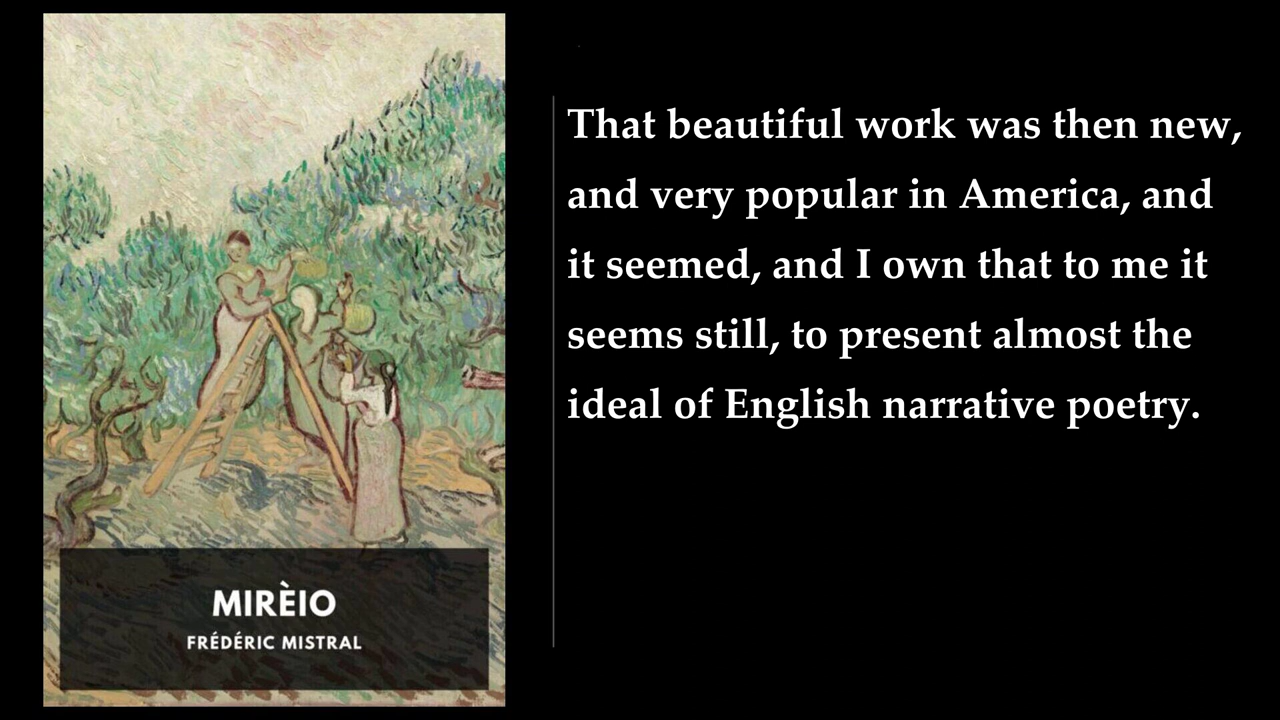 That beautiful work was then new,
and very popular in America, and
it seemed, and I own that to me it
seems still, to present almost the
ideal of English narrative poetry.
MIRÈIO
FRÉDÉRIC MISTRAL